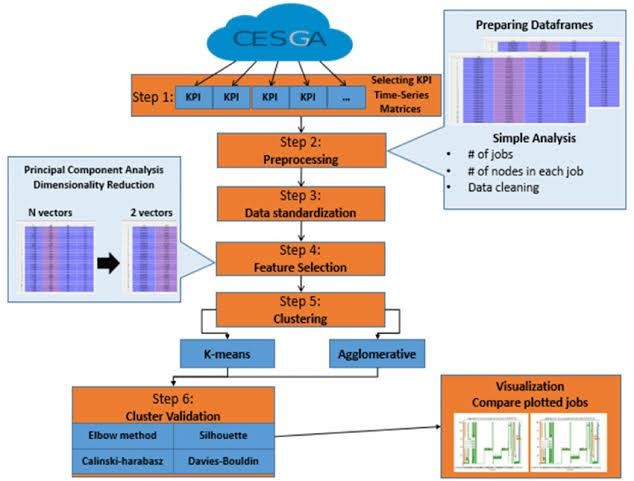 CESGA
Preparing Dataframes
Simple Analysis
• # of jobs
• # of nodes in each job
• Data cleaning
Step 1:
KPI
KPI
KPI
KPI
...
Selecting KPI
Time-Series
Matrices
Step 2:
Preprocessing
Step 3:
Data standardization
Principal Component Analysis
Dimensionality Reduction
N vectors
2 vectors
Step 4:
Feature Selection
Step 5:
Clustering
K-means
Agglomerative
Step 6:
Cluster Validation
Elbow method
Silhouette
Calinski-harabasz
Davies-Bouldin
Visualization
Compare plotted jobs